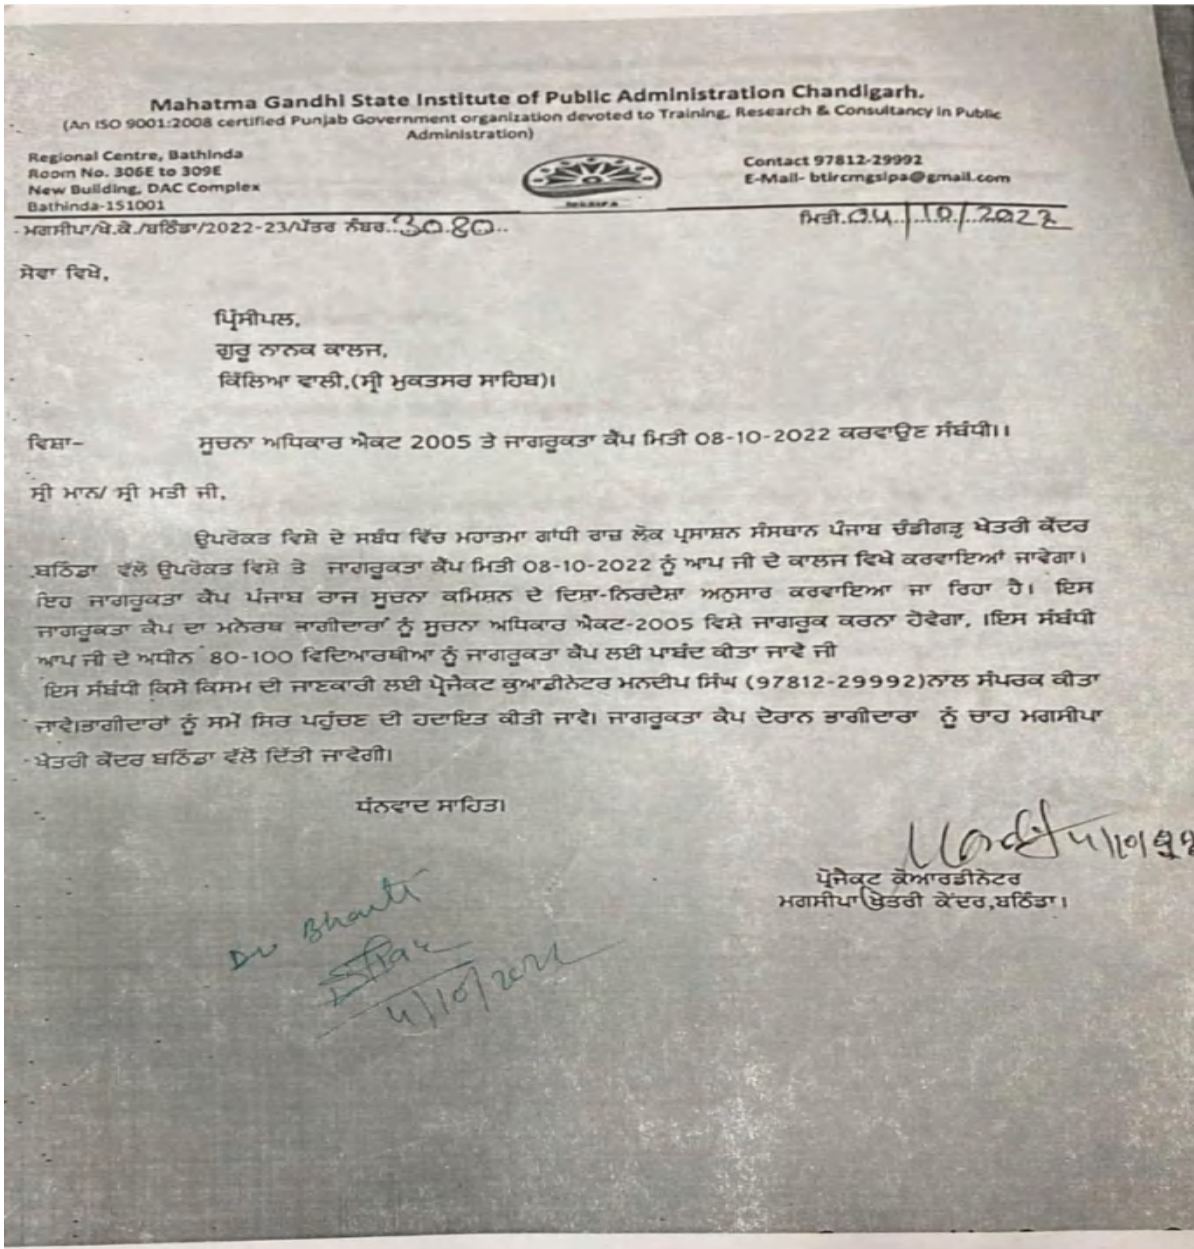 Mahatma Gandhi State Institute of Public Administration Chandigarh.
(An ISO 9001:2008 certified Punjab Government organization devoted to Training, Research & Consultancy in Public
Administration)
Regional Centre, Bathinda
Room No. 306E to 309E
New Building, DAC Complex
Bathinda-151001
Contact 97812-29992
E-Mail- btircmgsipa@gmail.com
ਮਗਸੀਪਾ/ਖੇ.ਕੇ./ਬਠਿੰਡਾ/2022-23/ਪੱਤਰ ਨੰਬਰ..3080..
ਮਿਤੀ.04/10/2022
ਸੇਵਾ ਵਿਖੇ,
ਪ੍ਰਿੰਸੀਪਲ,
ਗੁਰੂ ਨਾਨਕ ਕਾਲਜ,
ਕਿੱਲਿਆ ਵਾਲੀ,(ਸ੍ਰੀ ਮੁਕਤਸਰ ਸਾਹਿਬ)।
ਵਿਸ਼ਾ- ਸੂਚਨਾ ਅਧਿਕਾਰ ਐਕਟ 2005 ਤੇ ਜਾਗਰੂਕਤਾ ਕੈਂਪ ਮਿਤੀ 08-10-2022 ਕਰਵਾਉਣ ਸੰਬੰਧੀ।।
ਸ੍ਰੀ ਮਾਨ/ ਸ੍ਰੀ ਮਤੀ ਜੀ,
ਉਪਰੋਕਤ ਵਿਸ਼ੇ ਦੇ ਸਬੰਧ ਵਿੱਚ ਮਹਾਤਮਾ ਗਾਂਧੀ ਰਾਜ਼ ਲੋਕ ਪ੍ਰਸਾਸ਼ਨ ਸੰਸਥਾਨ ਪੰਜਾਬ ਚੰਡੀਗੜ੍ਹ ਖੇਤਰੀ ਕੇਂਦਰ
ਬਠਿੰਡਾ ਵੱਲੋ ਉਪਰੋਕਤ ਵਿਸ਼ੇ ਤੇ ਜਾਗਰੂਕਤਾ ਕੈਂਪ ਮਿਤੀ 08-10-2022 ਨੂੰ ਆਪ ਜੀ ਦੇ ਕਾਲਜ ਵਿਖੇ ਕਰਵਾਇਆਂ ਜਾਵੇਗਾ।
ਇਹ ਜਾਗਰੂਕਤਾ ਕੈਂਪ ਪੰਜਾਬ ਰਾਜ ਸੂਚਨਾ ਕਮਿਸ਼ਨ ਦੇ ਦਿਸ਼ਾ-ਨਿਰਦੇਸ਼ਾ ਅਨੁਸਾਰ ਕਰਵਾਇਆ ਜਾ ਰਿਹਾ ਹੈ। ਇਸ
ਜਾਗਰੂਕਤਾ ਕੈਂਪ ਦਾ ਮਨੋਰਥ ਭਾਗੀਦਾਰਾਂ ਨੂੰ ਸੂਚਨਾ ਅਧਿਕਾਰ ਐਕਟ-2005 ਵਿਸ਼ੇ ਜਾਗਰੂਕ ਕਰਨਾ ਹੋਵੇਗਾ, ।ਇਸ ਸੰਬੰਧੀ
ਆਪ ਜੀ ਦੇ ਅਧੀਨ 80-100 ਵਿਦਿਆਰਥੀਆ ਨੂੰ ਜਾਗਰੂਕਤਾ ਕੈਂਪ ਲਈ ਪਾਬੰਦ ਕੀਤਾ ਜਾਵੇ ਜੀ
ਇਸ ਸੰਬੰਧੀ ਕਿਸੇ ਕਿਸਮ ਦੀ ਜਾਣਕਾਰੀ ਲਈ ਪ੍ਰੋਜੈਕਟ ਕੁਆਡੀਨੇਟਰ ਮਨਦੀਪ ਸਿੰਘ (97812-29992)ਨਾਲ ਸੰਪਰਕ ਕੀਤਾ
ਜਾਵੇ।ਭਾਗੀਦਾਰਾਂ ਨੂੰ ਸਮੇਂ ਸਿਰ ਪਹੁੰਚਣ ਦੀ ਹਦਾਇਤ ਕੀਤੀ ਜਾਵੇ। ਜਾਗਰੂਕਤਾ ਕੈਂਪ ਦੋਰਾਨ ਭਾਗੀਦਾਰਾ ਨੂੰ ਚਾਹ ਮਗਸੀਪਾ
ਖੇਤਰੀ ਕੇਂਦਰ ਬਠਿੰਡਾ ਵੱਲੋਂ ਦਿੱਤੀ ਜਾਵੇਗੀ।
ਧੰਨਵਾਦ ਸਾਹਿਤ।
4/10/22
ਪ੍ਰੋਜੈਕਟ ਕੋਆਰਡੀਨੇਟਰ
ਮਗਸੀਪਾ ਖੇਤਰੀ ਕੇਂਦਰ,ਬਠਿੰਡਾ।
Dr Bharti
4/10/2022